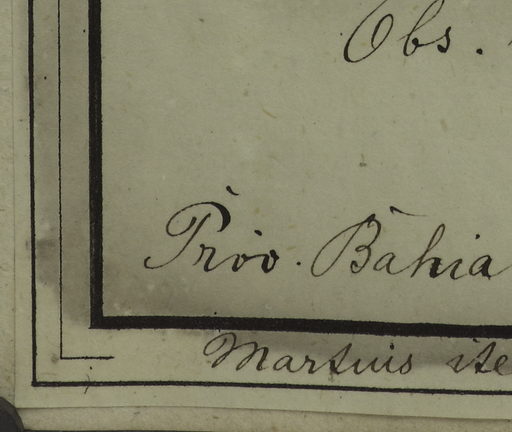 Obs.
Prov. Bahia
Martius ite